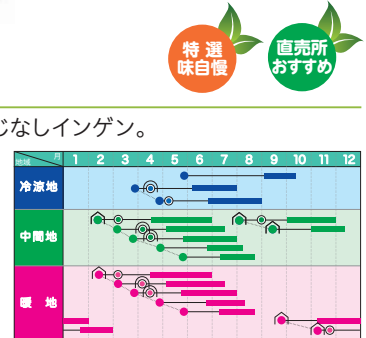 特選
味自慢
直売所
おすすめ
じなしインゲン。
地域 月 1 2 3 4 5 6 7 8 9 10 11 12
冷涼地
中間地
暖地